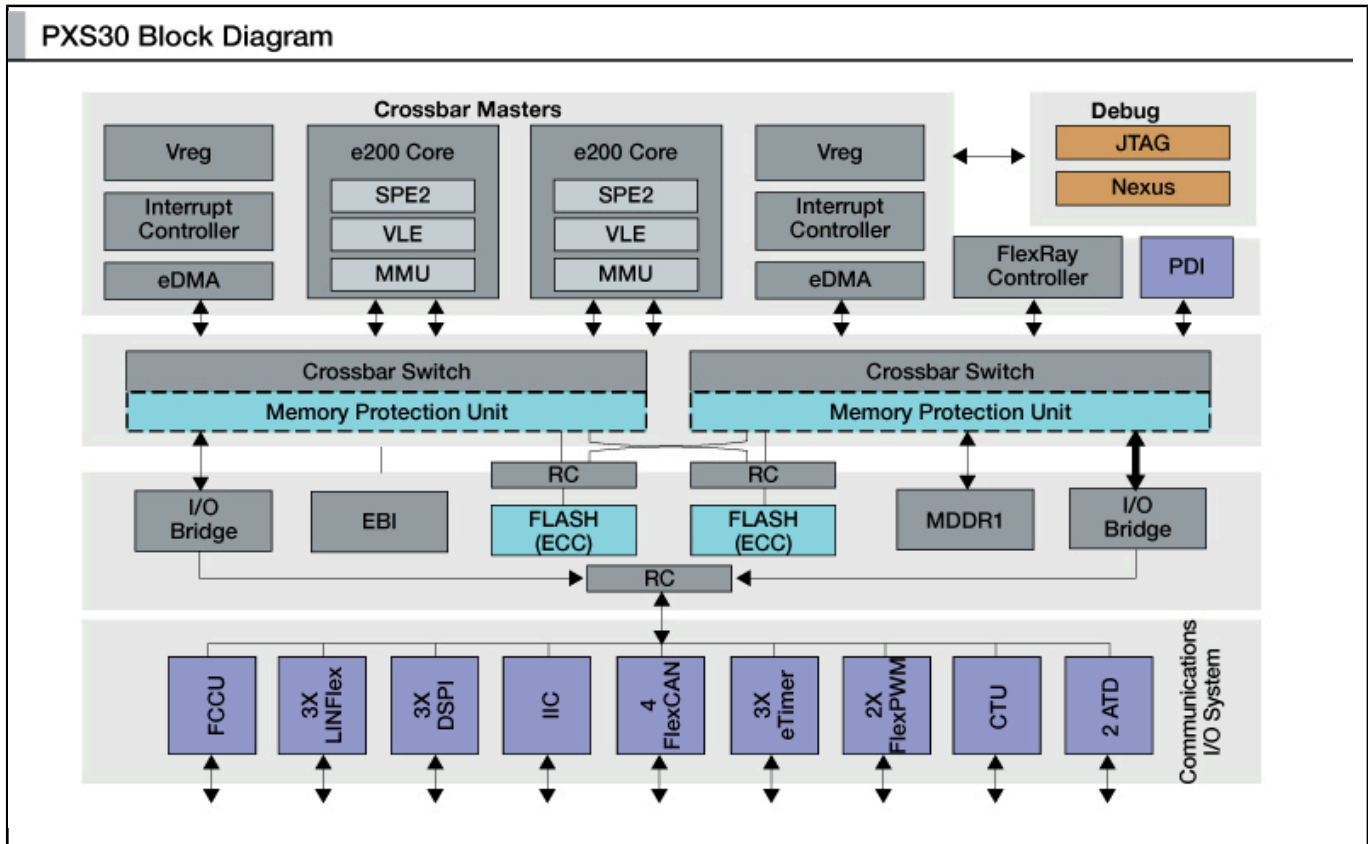 PXS30 Block Diagram
Crossbar Masters
Debug
Vreg
e200 Core
e200 Core
Vreg
JTAG
Nexus
SPE2
SPE2
Interrupt
Controller
Interrupt
Controller
VLE
VLE
FlexRay
Controller
PDI
eDMA
MMU
MMU
eDMA
Crossbar Switch
Crossbar Switch
Memory Protection Unit
Memory Protection Unit
RC
RC
I/O
Bridge
EBI
FLASH
(ECC)
FLASH
(ECC)
MDDR1
I/O
Bridge
RC
FCCU
3X
LINFlex
3X
DSPI
IIC
4
FlexCAN
3X
eTimer
2X
FlexPWM
CTU
2 ATD
Communications
I/O System